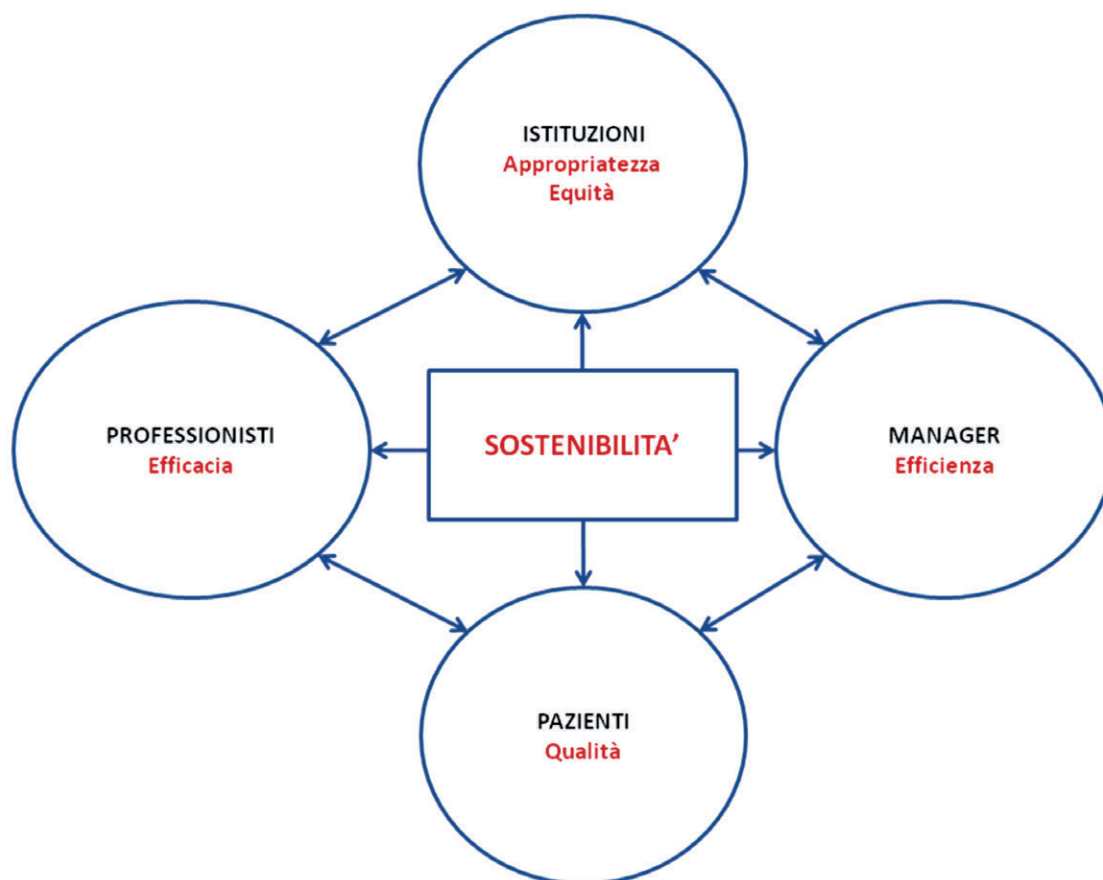 ISTITUZIONI
Appropriatezza
Equità
PROFESSIONISTI
Efficacia
SOSTENIBILITA’
MANAGER
Efficienza
PAZIENTI
Qualità